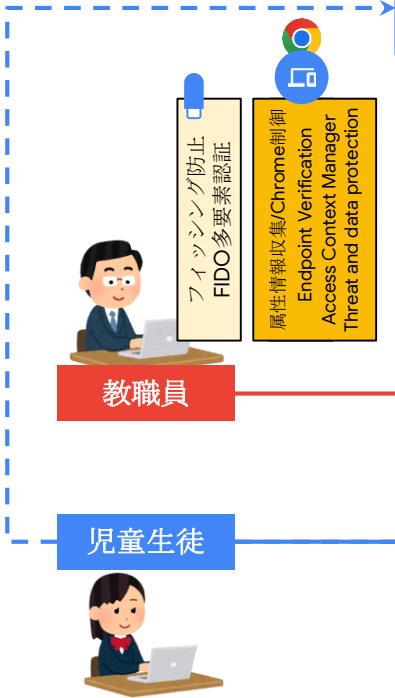 フィッシング防止
FIDO多要素認証
属性情報収集/Chrome制御
Endpoint Verification
Access Context Manager
Threat and data protection
教職員
児童生徒